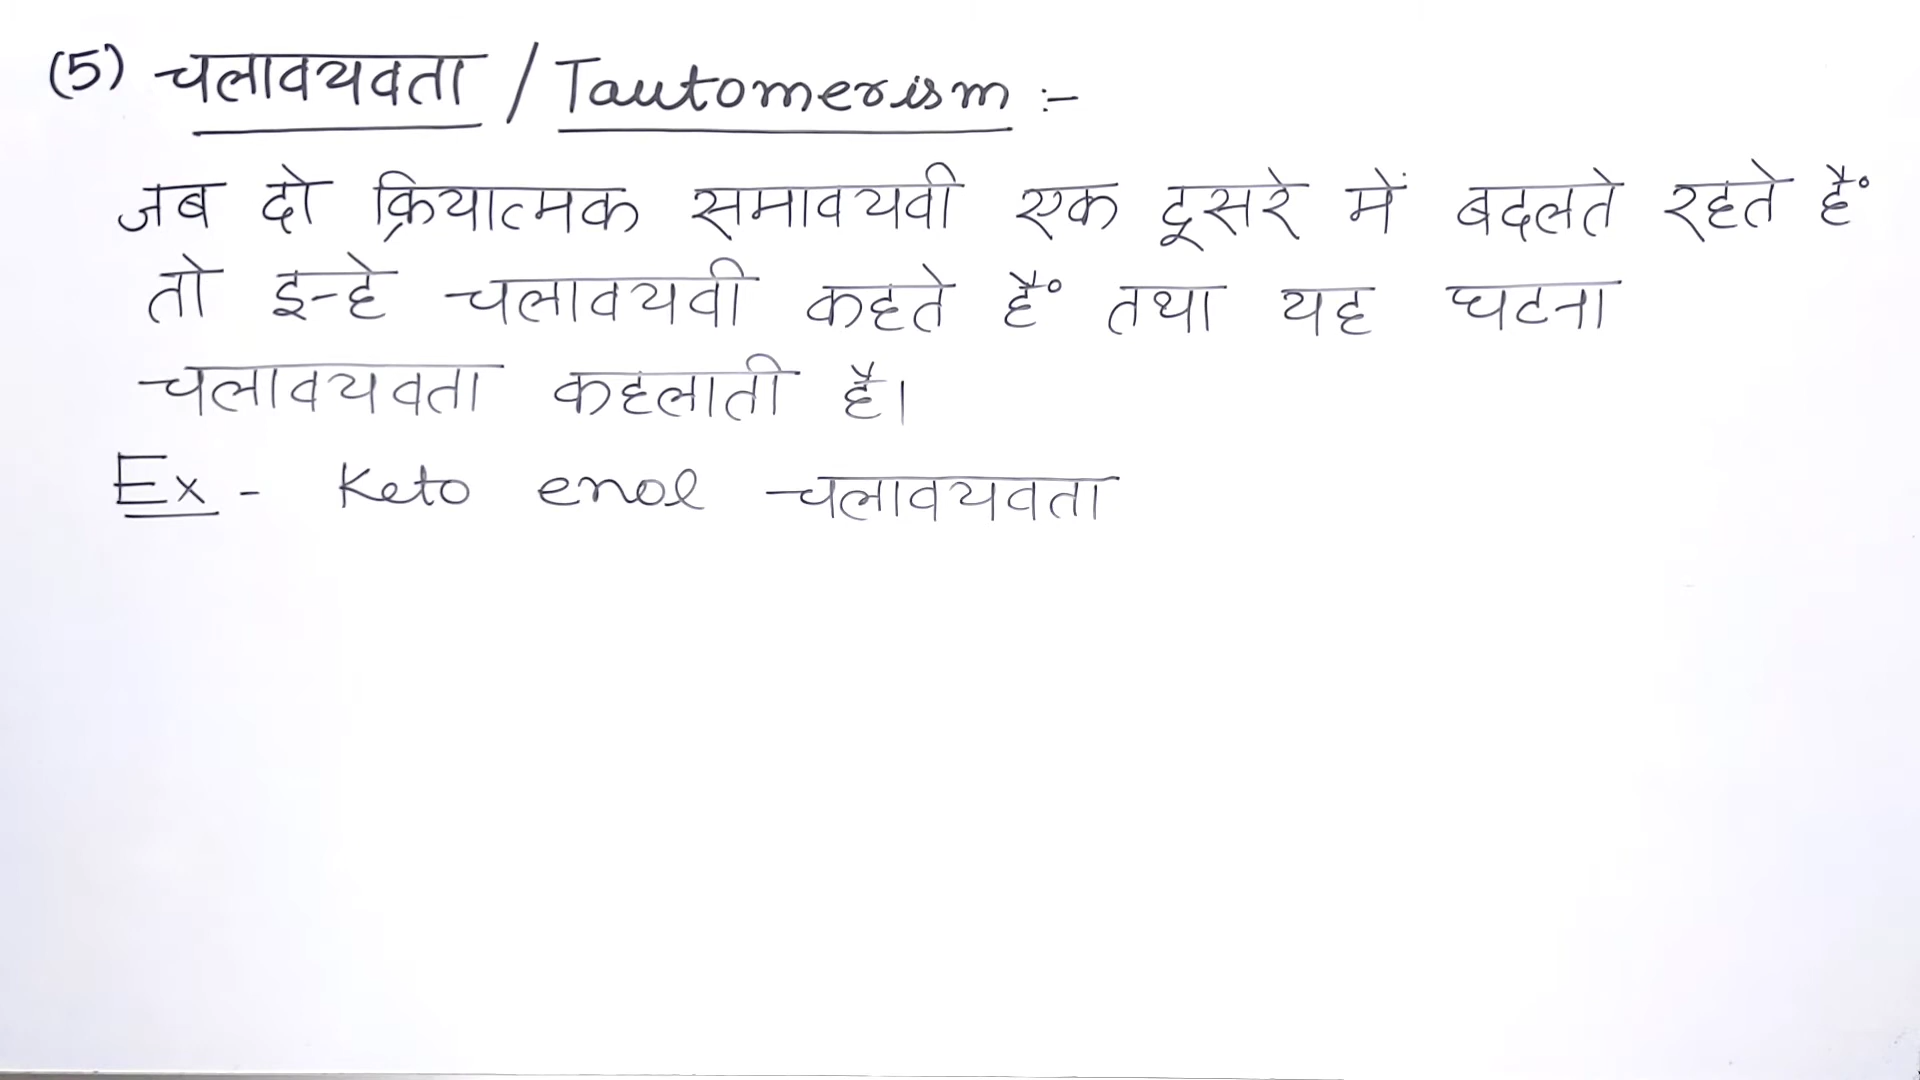 (5) चलावयवता / Tautomerism :-
जब दो क्रियात्मक समावयवी एक दूसरे में बदलते रहते हैं
तो इन्हे चलावयवी कहते हैं तथा यह घटना
चलावयवता कहलाती है।
Ex - Keto enol चलावयवता